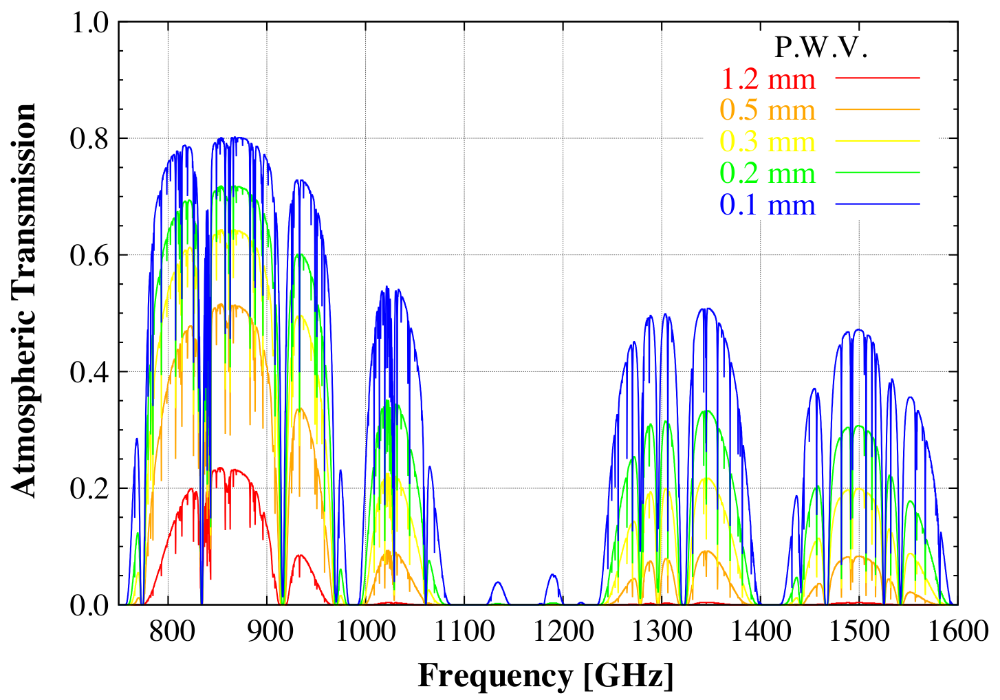 Atmospheric Transmission
1.0
0.8
0.6
0.4
0.2
0.0
P.W.V.
1.2 mm
0.5 mm
0.3 mm
0.2 mm
0.1 mm
800 900 1000 1100 1200 1300 1400 1500 1600
Frequency [GHz]